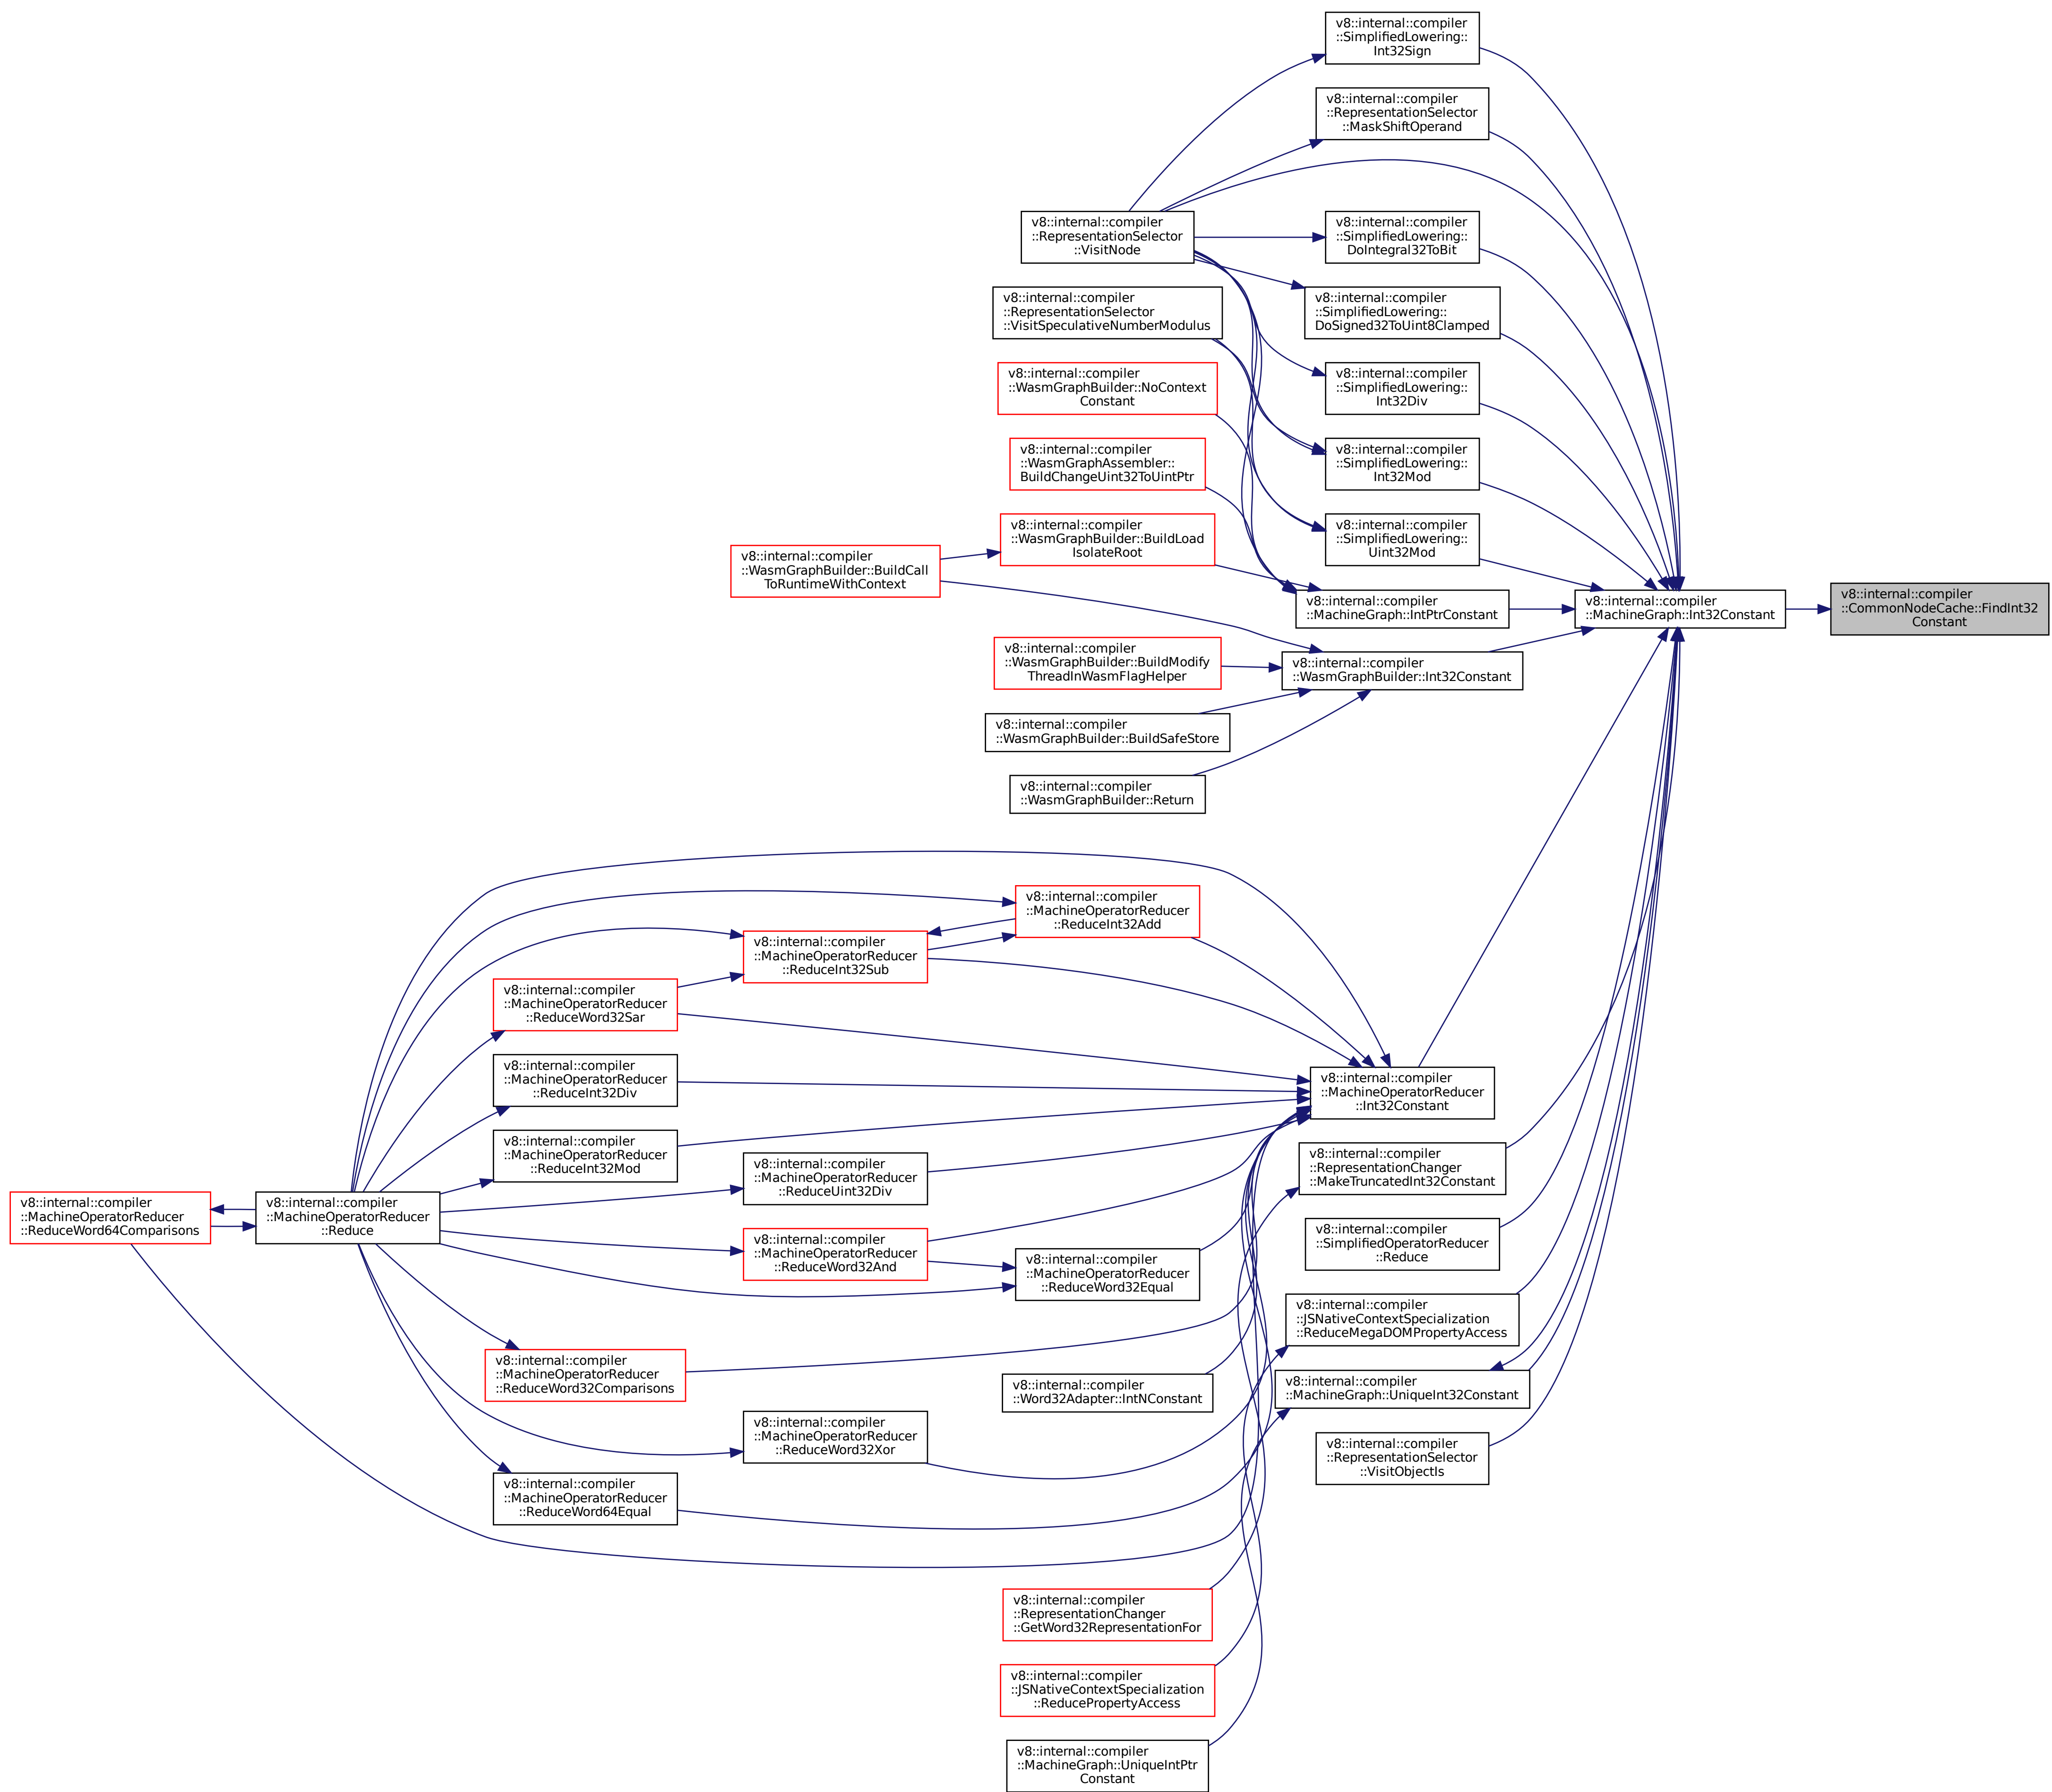 v8::internal::compiler
::SimplifiedLowering::
Int32Sign
v8::internal::compiler
::RepresentationSelector
::MaskShiftOperand
v8::internal::compiler
::RepresentationSelector
::VisitNode
v8::internal::compiler
::SimplifiedLowering::
DoIntegral32ToBit
v8::internal::compiler
::RepresentationSelector
::VisitSpeculativeNumberModulus
v8::internal::compiler
::SimplifiedLowering::
DoSigned32ToUint8Clamped
v8::internal::compiler
::WasmGraphBuilder::NoContext
Constant
v8::internal::compiler
::SimplifiedLowering::
Int32Div
v8::internal::compiler
::WasmGraphAssembler::
BuildChangeUint32ToUintPtr
v8::internal::compiler
::SimplifiedLowering::
Int32Mod
v8::internal::compiler
::WasmGraphBuilder::BuildLoad
IsolateRoot
v8::internal::compiler
::SimplifiedLowering::
Uint32Mod
v8::internal::compiler
::WasmGraphBuilder::BuildCall
ToRuntimeWithContext
v8::internal::compiler
::MachineGraph::IntPtrConstant
v8::internal::compiler
::MachineGraph::Int32Constant
v8::internal::compiler
::CommonNodeCache::FindInt32
Constant
v8::internal::compiler
::WasmGraphBuilder::BuildModify
ThreadInWasmFlagHelper
v8::internal::compiler
::WasmGraphBuilder::Int32Constant
v8::internal::compiler
::WasmGraphBuilder::BuildSafeStore
v8::internal::compiler
::WasmGraphBuilder::Return
v8::internal::compiler
::MachineOperatorReducer
::ReduceInt32Add
v8::internal::compiler
::MachineOperatorReducer
::ReduceInt32Sub
v8::internal::compiler
::MachineOperatorReducer
::ReduceWord32Sar
v8::internal::compiler
::MachineOperatorReducer
::ReduceInt32Div
v8::internal::compiler
::MachineOperatorReducer
::Int32Constant
v8::internal::compiler
::MachineOperatorReducer
::ReduceInt32Mod
v8::internal::compiler
::MachineOperatorReducer
::ReduceUint32Div
v8::internal::compiler
::RepresentationChanger
::MakeTruncatedInt32Constant
v8::internal::compiler
::MachineOperatorReducer
::ReduceWord64Comparisons
v8::internal::compiler
::MachineOperatorReducer
::Reduce
v8::internal::compiler
::MachineOperatorReducer
::ReduceWord32And
v8::internal::compiler
::MachineOperatorReducer
::ReduceWord32Equal
v8::internal::compiler
::SimplifiedOperatorReducer
::Reduce
v8::internal::compiler
::JSNativeContextSpecialization
::ReduceMegaDOMPropertyAccess
v8::internal::compiler
::MachineOperatorReducer
::ReduceWord32Comparisons
v8::internal::compiler
::Word32Adapter::IntNConstant
v8::internal::compiler
::MachineGraph::UniqueInt32Constant
v8::internal::compiler
::MachineOperatorReducer
::ReduceWord32Xor
v8::internal::compiler
::RepresentationSelector
::VisitObjectIs
v8::internal::compiler
::MachineOperatorReducer
::ReduceWord64Equal
v8::internal::compiler
::RepresentationChanger
::GetWord32RepresentationFor
v8::internal::compiler
::JSNativeContextSpecialization
::ReducePropertyAccess
v8::internal::compiler
::MachineGraph::UniqueIntPtr
Constant